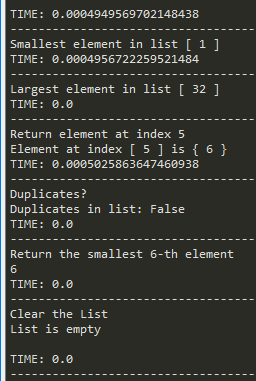 TIME: 0.0004949569702148438
-----------------------------------
Smallest element in list [ 1 ]
TIME: 0.0004956722259521484
-----------------------------------
Largest element in list [ 32 ]
TIME: 0.0
-----------------------------------
Return element at index 5
Element at index [ 5 ] is { 6 }
TIME: 0.0005025863647460938
-----------------------------------
Duplicates?
Duplicates in list: False
TIME: 0.0
-----------------------------------
Return the smallest 6-th element
6
TIME: 0.0
-----------------------------------
Clear the List
List is empty

TIME: 0.0
-----------------------------------